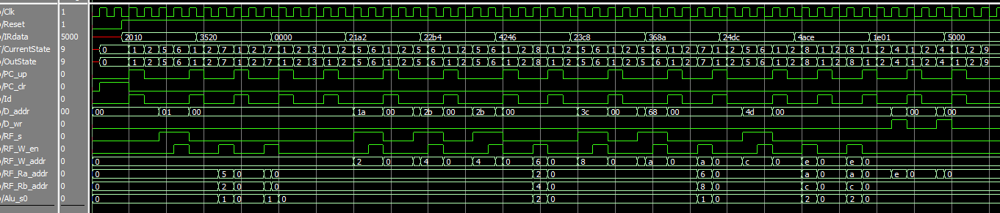 o/Clk 1
o/Reset 1
o/IRdata 5000 2010 3520 0000 21a2 22b4 4246 23c8 368a 24dc 4ace 1e01 5000
/CurrentState 9 0 1 2 5 6 1 2 7 1 2 7 1 2 3 1 2 5 6 1 2 5 6 1 2 5 6 1 2 8 1 2 5 6 1 2 5 6 1 2 7 1 2 5 6 1 2 8 1 2 8 1 2 4 1 2 4 1 2 9
o/OutState 9 0 1 2 5 6 1 2 7 1 2 7 1 2 3 1 2 5 6 1 2 5 6 1 2 5 6 1 2 8 1 2 5 6 1 2 5 6 1 2 7 1 2 5 6 1 2 8 1 2 8 1 2 4 1 2 4 1 2 9
o/PC_up 0
o/PC_clr 0
o/Id 0
o/D_addr 00 00 01 00 1a 00 2b 00 2b 00 3c 00 68 00 4d 00 00 00
o/D_wr 0
o/RF_s 0
o/RF_W_en 0
o/RF_W_addr 0 0 2 0 4 0 4 0 6 0 8 0 a 0 a 0 c 0 e 0 e 0
o/RF_Ra_addr 0 0 5 0 0 2 0 6 0 a 0 a 0 e 0 0
o/RF_Rb_addr 0 0 2 0 0 4 0 8 0 c 0 c 0
o/Alu_s0 0 0 1 0 1 0 2 0 1 0 2 0 2 0